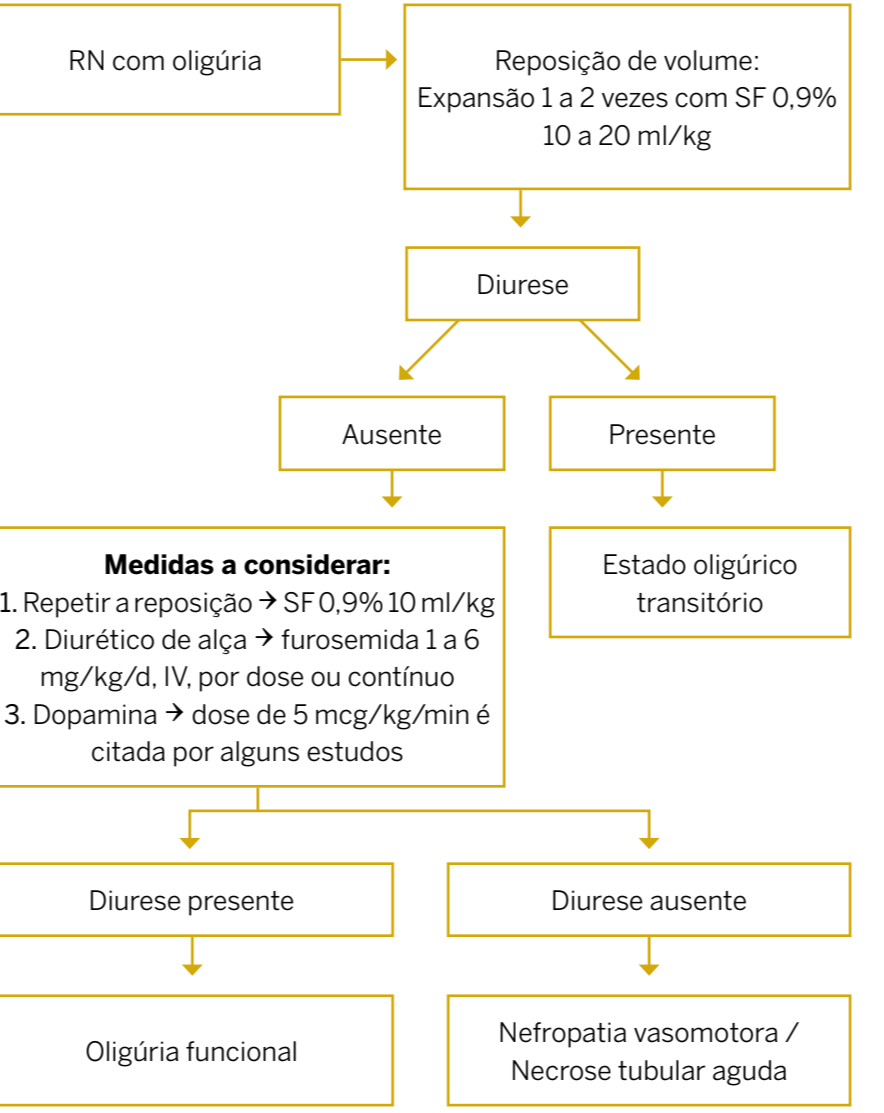 RN com oligúria
Reposição de volume:
Expansão 1 a 2 vezes com SF 0,9%
10 a 20 ml/kg
Diurese
Ausente
Presente
Medidas a considerar:
1. Repetir a reposição → SF 0,9% 10 ml/kg
2. Diurético de alça → furosemida 1 a 6
mg/kg/d, IV, por dose ou contínuo
3. Dopamina → dose de 5 mcg/kg/min é
citada por alguns estudos
Estado oligúrico
transitório
Diurese presente
Diurese ausente
Oligúria funcional
Nefropatia vasomotora /
Necrose tubular aguda